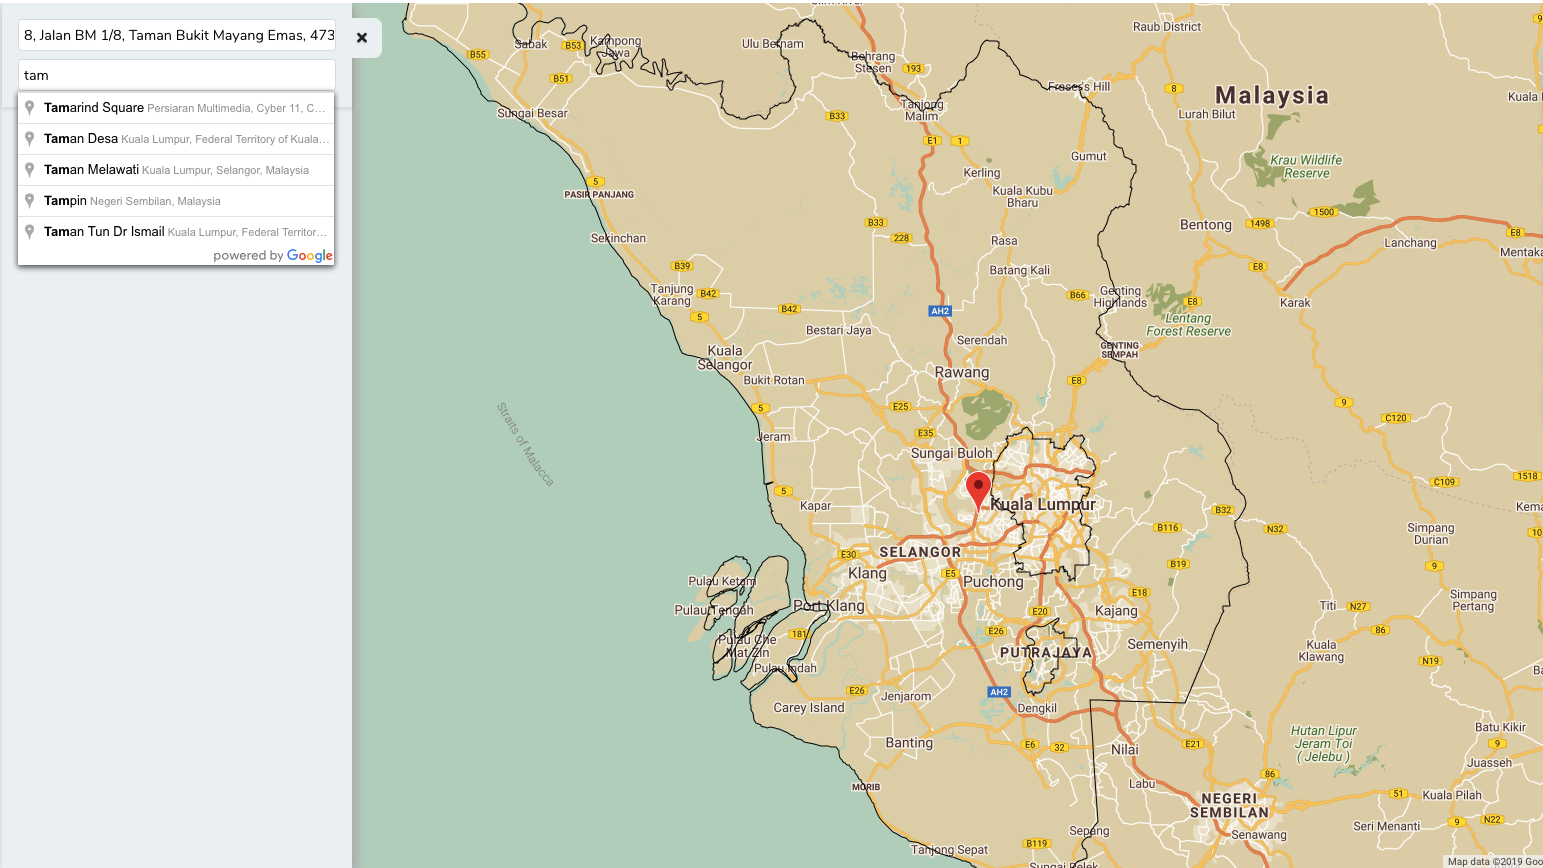 8, Jalan BM 1/8, Taman Bukit Mayang Emas, 473
tam
Tamarind Square Persiaran Multimedia, Cyber 11, C...
Taman Desa Kuala Lumpur, Federal Territory of Kuala...
Taman Melawati Kuala Lumpur, Selangor, Malaysia
Tampin Negeri Sembilan, Malaysia
Taman Tun Dr Ismail Kuala Lumpur, Federal Territor...
powered by Google
Sabak
B53
Kampong
Jawa
B55
B51
Sungai Besar
Ulu Bernam
Behrang
Stesen
193
Tanjong
Malim
B33
E1
1
Fraser's Hill
Raub District
8
Malaysia
Lurah Bilut
Kuala
Krau Wildlife
Reserve
Gumut
Kerling
Kuala Kubu
Bharu
5
PASIR PANJANG
B33
228
Sekinchan
Rasa
Bentong
1498
1500
E8
Lanchang
Mentaka
B39
Tanjung
Karang
B42
5
B42
Batang Kali
B66
Genting
Highlands
E8
E8
Karak
AH2
Lentang
Forest Reserve
Bestari Jaya
Serendah
GENTING
SEMPAH
Kuala
Selangor
Bukit Rotan
Rawang
E8
9
C120
5
E25
Jeram
E35
Sungai Buloh
Straits of Malacca
5
Kapar
Kuala Lumpur
C109
1518
B32
B116
N32
Simpang
Durian
Kema
10
E30
SELANGOR
Klang
E5
Puchong
B19
9
Pulau Ketam
Pulau Tengah
Port Klang
E18
Kajang
E20
Titi
N27
Simpang
Pertang
181
Pulau Che
Mat Zin
E26
86
PUTRAJAYA
Semenyih
Kuala
Klawang
N19
Pulau Indah
E26
Jenjarom
AH2
Carey Island
Dengkil
Banting
E6
32
Nilai
E21
Hutan Lipur
Jeram Toi
( Jelebu )
Batu Kikir
9
Juasseh
86
MORIB
Labu
NEGERI
SEMBILAN
51
Kuala Pilah
9
N22
Seri Menanti
Senawang
Sepang
B119
Tanjong Sepat
Sungai Pelek
Map data ©2019 Goo